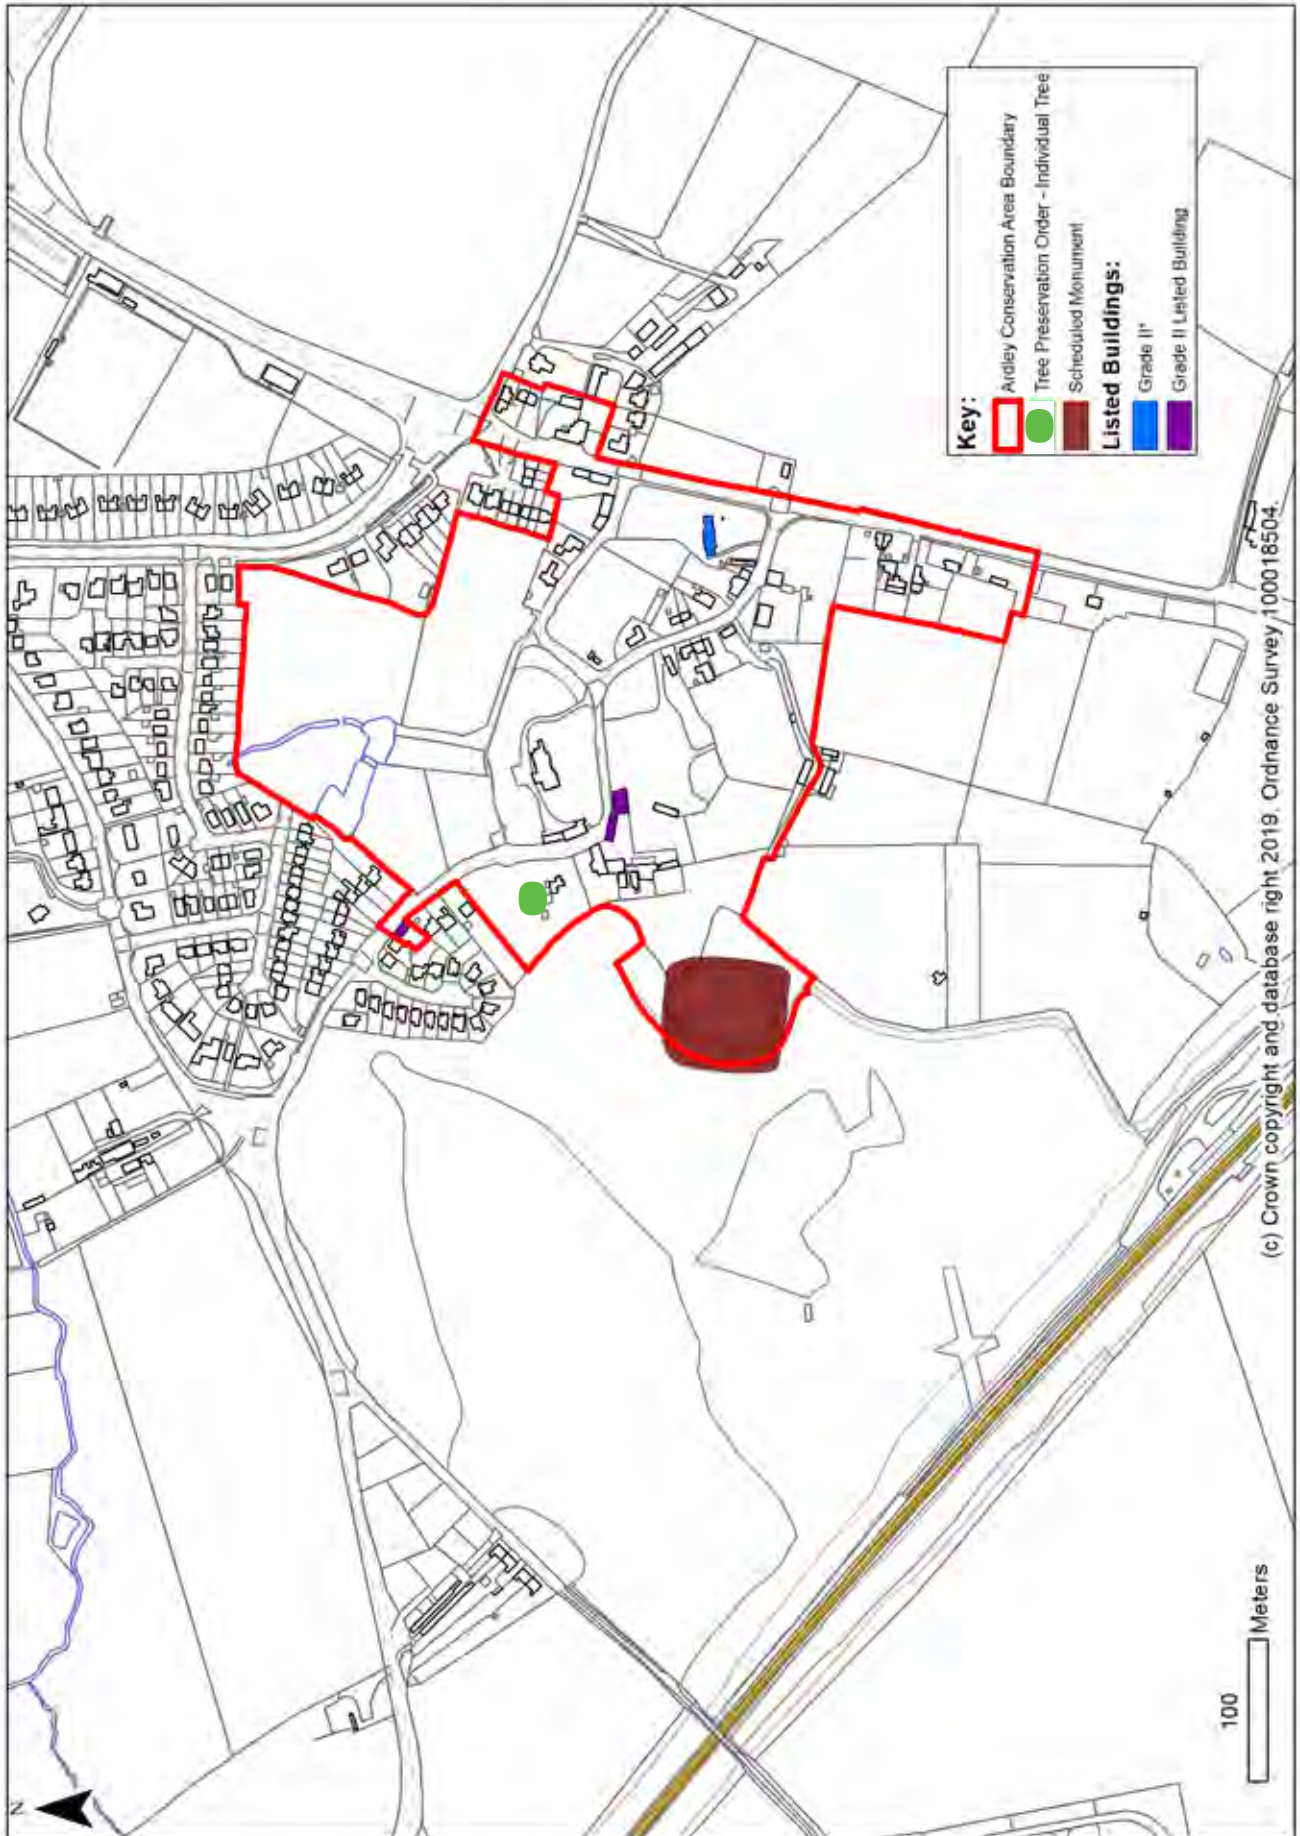 Key:
Ardley Conservation Area Boundary
Tree Preservation Order - Individual Tree
Scheduled Monument
Listed Buildings:
Grade II*
Grade II Listed Building
(c) Crown copyright and database right 2019. Ordnance Survey 100018504.
N
100
Meters